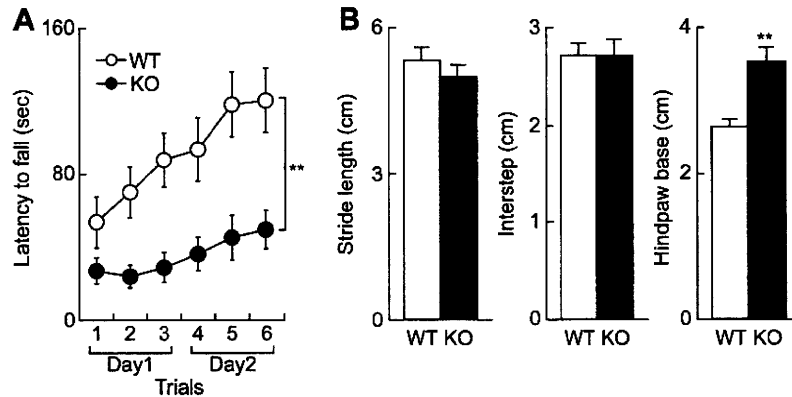 A
160
80
0
Latency to fall (sec)
WT
KO
**
1 2 3 4 5 6
Day1 Day2
Trials
B
6
3
0
Stride length (cm)
WT KO
3
2
1
0
Interstep (cm)
WT KO
4
2
0
Hindpaw base (cm)
**
WT KO